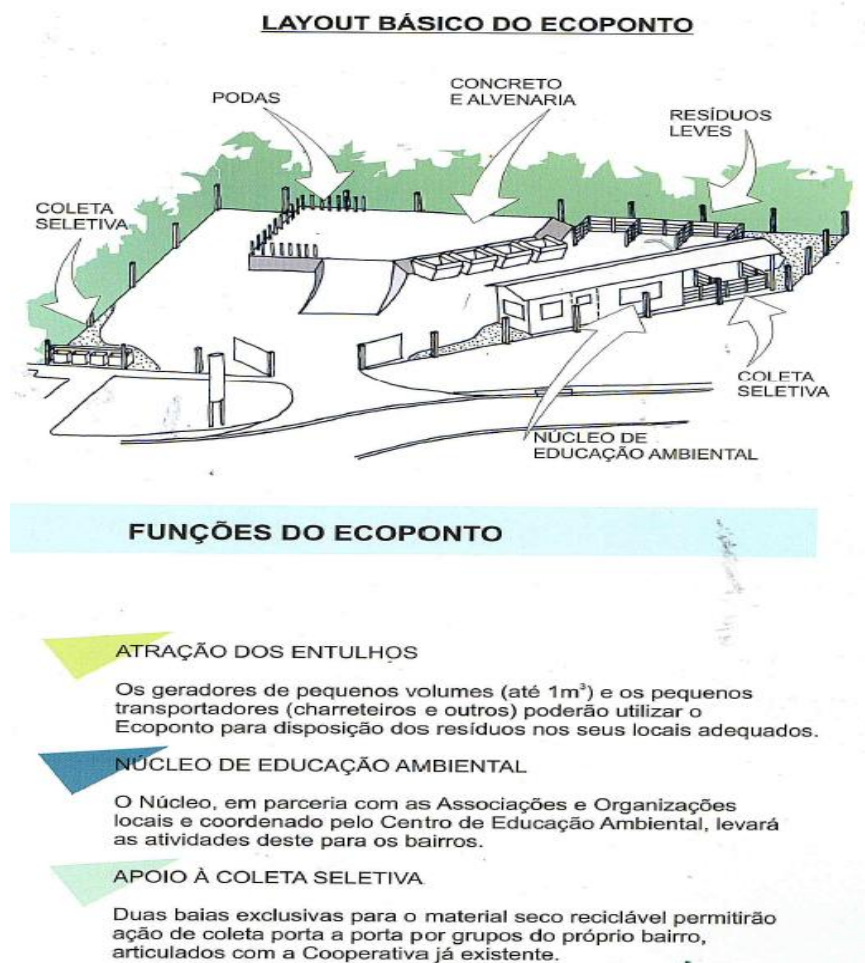 LAYOUT BÁSICO DO ECOPONTO
PODAS
CONCRETO
E ALVENARIA
RESÍDUOS
LEVES
COLETA
SELETIVA
COLETA
SELETIVA
NÚCLEO DE
EDUCAÇÃO AMBIENTAL
FUNÇÕES DO ECOPONTO
ATRAÇÃO DOS ENTULHOS
Os geradores de pequenos volumes (até 1m³) e os pequenos
transportadores (charreteiros e outros) poderão utilizar o
Ecoponto para disposição dos resíduos nos seus locais adequados.
NÚCLEO DE EDUCAÇÃO AMBIENTAL
O Núcleo, em parceria com as Associações e Organizações
locais e coordenado pelo Centro de Educação Ambiental, levará
as atividades deste para os bairros.
APOIO À COLETA SELETIVA
Duas baias exclusivas para o material seco reciclável permitirão
ação de coleta porta a porta por grupos do próprio bairro,
articulados com a Cooperativa já existente.